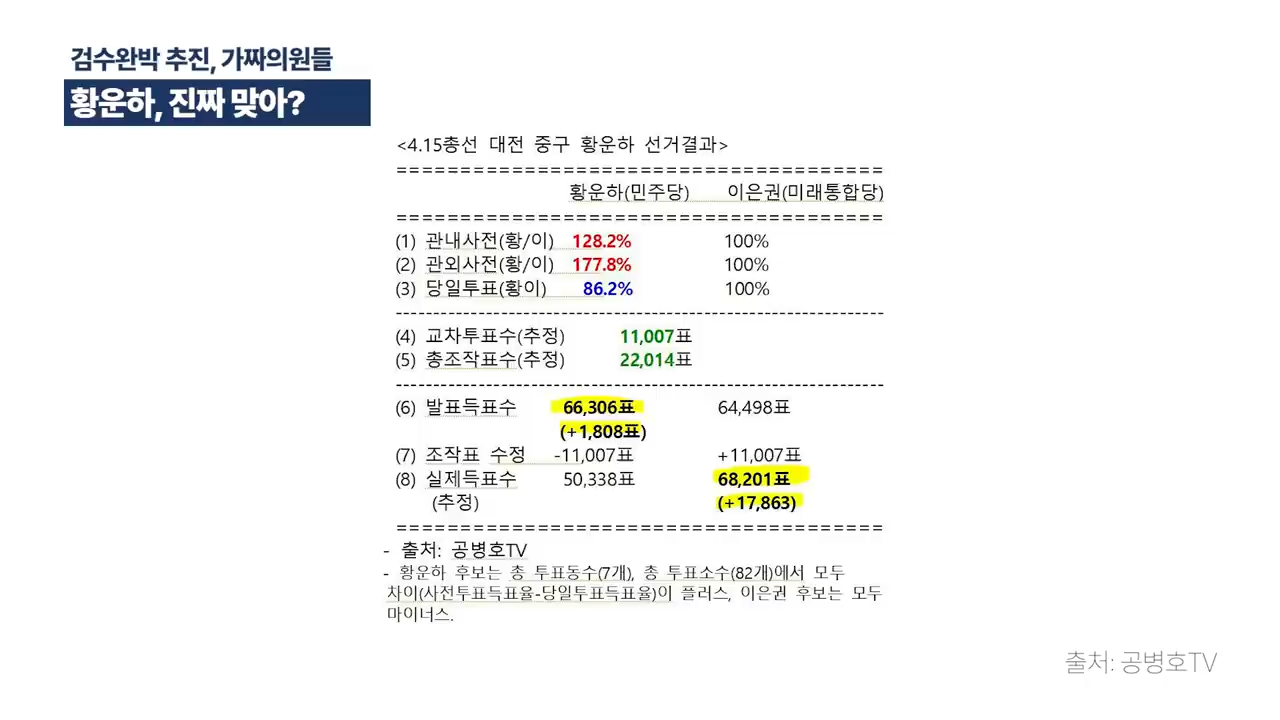 검수완박 추진, 가짜의원들
황운하, 진짜 맞아?
<4.15총선 대전 중구 황운하 선거결과>
======================================
황운하(민주당) 이은권(미래통합당)
======================================
(1) 관내사전(황/이) 128.2% 100%
(2) 관외사전(황/이) 177.8% 100%
(3) 당일투표(황이) 86.2% 100%
--------------------------------------------------------------------
(4) 교차투표수(추정) 11,007표
(5) 총조작표수(추정) 22,014표
--------------------------------------------------------------------
(6) 발표득표수 66,306표 64,498표
(+1,808표)
(7) 조작표 수정 -11,007표 +11,007표
(8) 실제득표수 50,338표 68,201표
(추정) (+17,863)
======================================
- 출처: 공병호TV
- 황운하 후보는 총 투표동수(7개), 총 투표소수(82개)에서 모두
차이(사전투표득표율-당일투표득표율)이 플러스, 이은권 후보는 모두
마이너스.
출처: 공병호TV